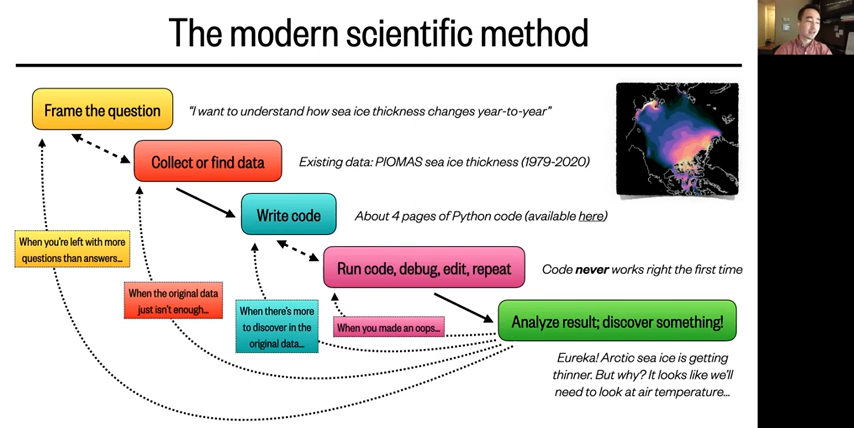 The modern scientific method
Frame the question
“I want to understand how sea ice thickness changes year-to-year”
Collect or find data
Existing data: PIOMAS sea ice thickness (1979-2020)
Write code
About 4 pages of Python code (available here)
When you’re left with more
questions than answers...
Run code, debug, edit, repeat
Code never works right the first time
When the original data
just isn’t enough...
When there’s more
to discover in the
original data...
When you made an oops...
Analyze result; discover something!
Eureka! Arctic sea ice is getting
thinner. But why? It looks like we’ll
need to look at air temperature...